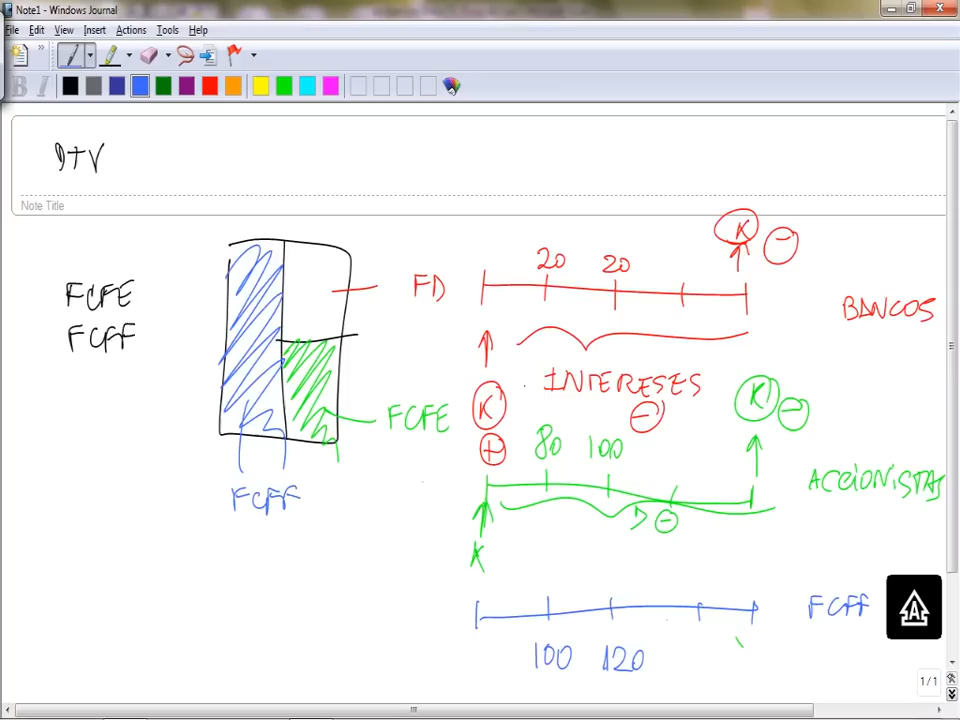 Note1 - Windows Journal
File Edit View Insert Actions Tools Help
B I
DTV
Note Title
FCFE
FCFF
FCFF
FD
FCFE
20 20 K -
BANCOS
K
+
INTERESES
-
80 100 K -
ACCIONISTAS
D -
K
FCFF
100 120
1/1